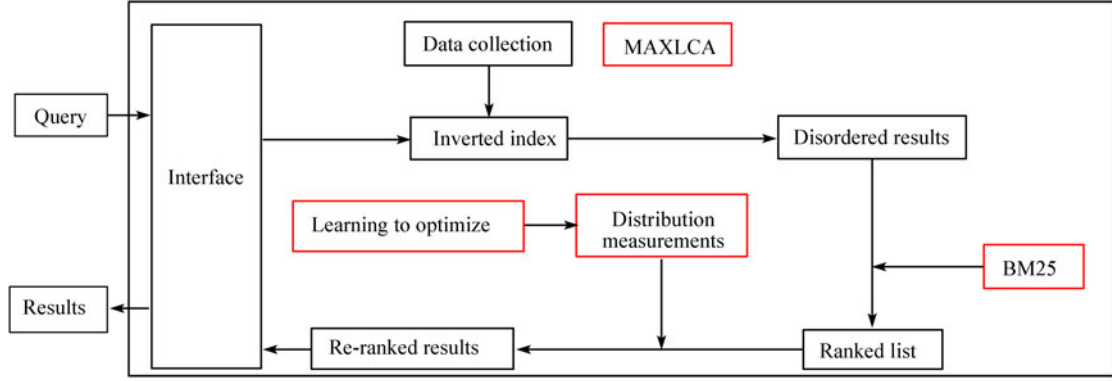 Data collection
MAXLCA
Query
Inverted index
Disordered results
Interface
Learning to optimize
Distribution
measurements
BM25
Results
Re-ranked results
Ranked list